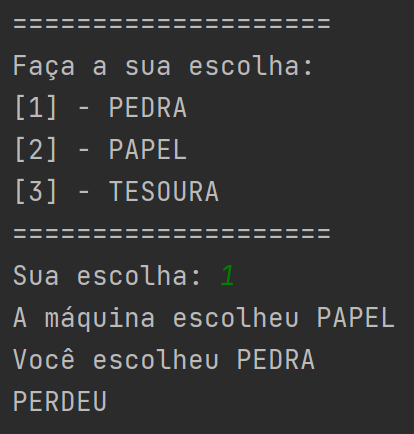 ====================
Faça a sua escolha:
[1] - PEDRA
[2] - PAPEL
[3] - TESOURA
====================
Sua escolha: 1
A máquina escolheu PAPEL
Você escolheu PEDRA
PERDEU